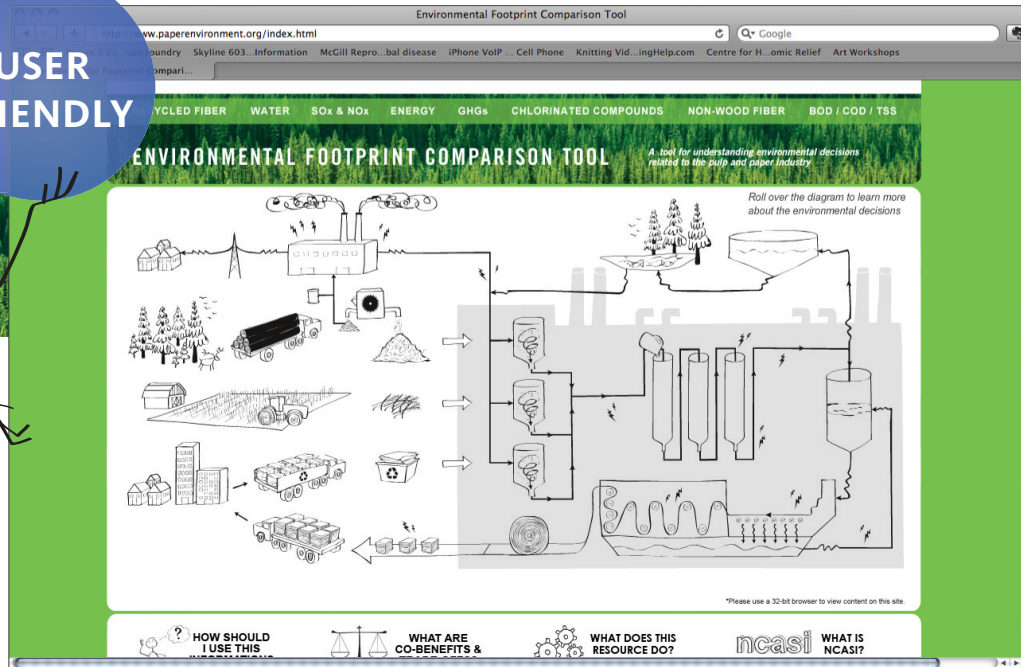 Environmental Footprint Comparison Tool
http://www.paperenvironment.org/index.html
Google
Foundry Skyline 603...Information McGill Repro...bal disease iPhone VoIP ... Cell Phone Knitting Vid...ingHelp.com Centre for H...omic Relief Art Workshops
Compari...
USER
IENDLY
YCLED FIBER WATER SOx & NOx ENERGY GHGs CHLORINATED COMPOUNDS NON-WOOD FIBER BOD / COD / TSS
ENVIRONMENTAL FOOTPRINT COMPARISON TOOL
A tool for understanding environmental decisions
related to the pulp and paper industry
Roll over the diagram to learn more
about the environmental decisions
*Please use a 32-bit browser to view content on this site.
?
HOW SHOULD
I USE THIS
INFORMATION?
WHAT ARE
CO-BENEFITS &
WHAT DOES THIS
RESOURCE DO?
ncasi
WHAT IS
NCASI?